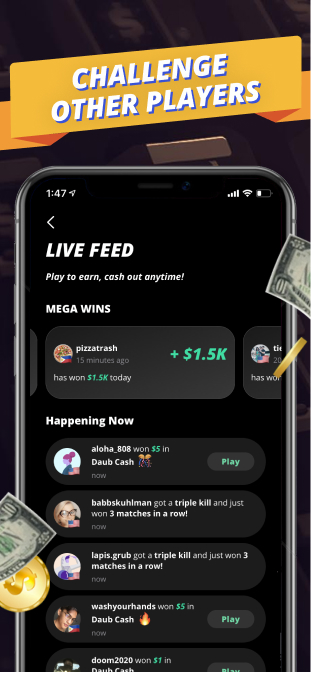 CHALLENGE
OTHER PLAYERS
1:47
LIVE FEED
Play to earn, cash out anytime!
MEGA WINS
pizzatrash
15 minutes ago
+ $1.5K
has won $1.5K today
tie
20
has wo
Happening Now
aloha_808 won $5 in
Daub Cash
now
Play
babbskuhlman got a triple kill and just
won 3 matches in a row!
now
lapis.grub got a triple kill and just won 3
matches in a row!
now
washyourhands won $5 in
Daub Cash
now
Play
doom2020 won $1 in
Daub Cash
Play